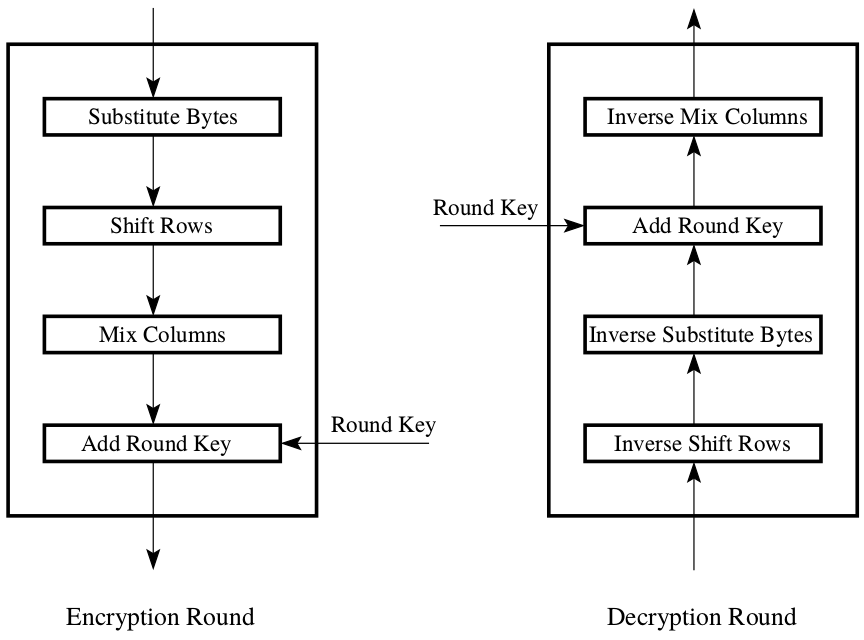 Substitute Bytes
Shift Rows
Mix Columns
Add Round Key
Round Key
Encryption Round
Inverse Mix Columns
Round Key
Add Round Key
Inverse Substitute Bytes
Inverse Shift Rows
Decryption Round